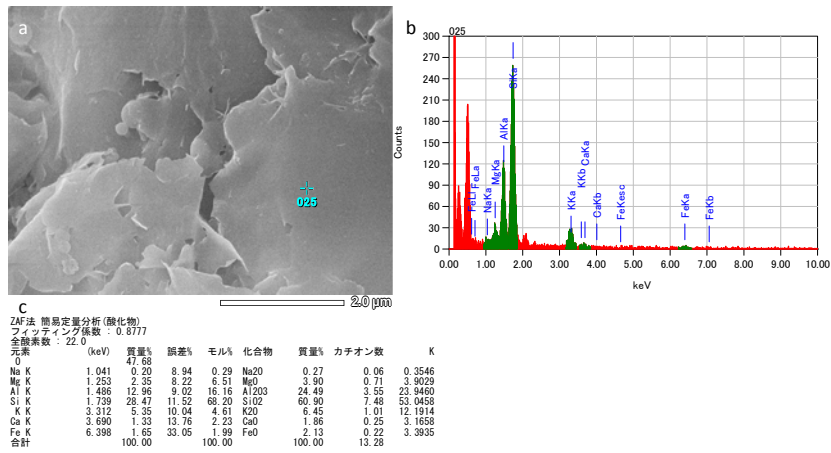 a
025
2.0 μm
b
025
300
270
240
210
180
150
120
90
60
30
0
Counts
0.00 1.00 2.00 3.00 4.00 5.00 6.00 7.00 8.00 9.00 10.00
keV
FeLl FeLa NaKa MgKa AlKa SiKa KKa KKb CaKa CaKb FeKesc FeKa FeKb
c
ZAF法 簡易定量分析(酸化物)
フィッティング係数 : 0.8777
全酸素数 : 22.0
元素 (keV) 質量% 誤差% モル% 化合物 質量% カチオン数 K
O 47.68
Na K 1.041 0.20 8.94 0.29 Na2O 0.27 0.06 0.3546
Mg K 1.253 2.35 8.22 6.51 MgO 3.90 0.71 3.9029
Al K 1.486 12.96 9.02 16.16 Al2O3 24.49 3.55 23.9460
Si K 1.739 28.47 11.52 68.20 SiO2 60.90 7.48 53.0458
K K 3.312 5.35 10.04 4.61 K2O 6.45 1.01 12.1914
Ca K 3.690 1.33 13.76 2.23 CaO 1.86 0.25 3.1658
Fe K 6.398 1.65 33.05 1.99 FeO 2.13 0.22 3.3935
合計 100.00 100.00 100.00 13.28